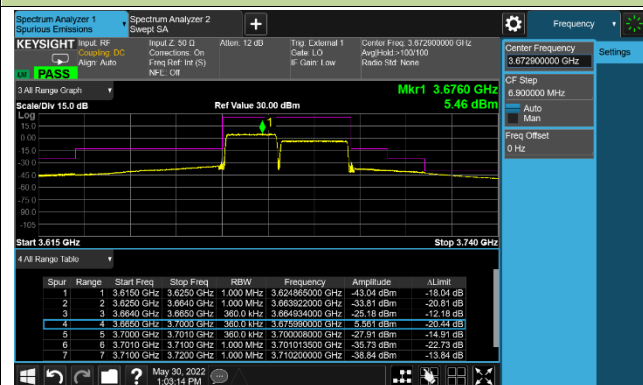 Spectrum Analyzer 1
Spurious Emissions
Spectrum Analyzer 2
Swept SA
Frequency
KEYSIGHT
Input: RF
Coupling: DC
Align: Auto
Input Z: 50 Ω
Corrections: On
Freq Ref: Int (S)
NFE: Off
Atten: 12 dB
Trig: External 1
Gate: LO
IF Gain: Low
Center Freq: 3.672900000 GHz
Avg|Hold:>100/100
Radio Std: None
LM PASS
Center Frequency
3.672900000 GHz
Settings
CF Step
6.900000 MHz
Auto
Man
Freq Offset
0 Hz
3 All Range Graph
Mkr1 3.6760 GHz
5.46 dBm
Scale/Div 15.0 dB
Ref Value 30.00 dBm
Log
15.0
0.00
-15.0
-30.0
-45.0
-60.0
-75.0
-90.0
-105
1
Start 3.615 GHz
Stop 3.740 GHz
4 All Range Table
Spur Range Start Freq Stop Freq RBW Frequency Amplitude ΔLimit
1 1 3.6150 GHz 3.6250 GHz 1.000 MHz 3.624865000 GHz -43.04 dBm -18.04 dB
2 2 3.6250 GHz 3.6640 GHz 1.000 MHz 3.663922000 GHz -33.81 dBm -20.81 dB
3 3 3.6640 GHz 3.6650 GHz 360.0 kHz 3.664934000 GHz -25.18 dBm -12.18 dB
4 4 3.6650 GHz 3.7000 GHz 360.0 kHz 3.675990000 GHz 5.561 dBm -20.44 dB
5 5 3.7000 GHz 3.7010 GHz 360.0 kHz 3.700008000 GHz -27.91 dBm -14.91 dB
6 6 3.7010 GHz 3.7100 GHz 1.000 MHz 3.701013500 GHz -35.73 dBm -22.73 dB
7 7 3.7100 GHz 3.7200 GHz 1.000 MHz 3.710200000 GHz -38.84 dBm -13.84 dB
May 30, 2022
1:03:14 PM